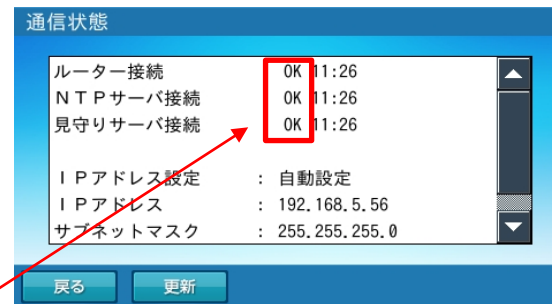 通信状態
ルーター接続 OK 11:26
ＮＴＰサーバ接続 OK 11:26
見守りサーバ接続 OK 11:26
ＩＰアドレス設定 : 自動設定
ＩＰアドレス : 192.168.5.56
サブネットマスク : 255.255.255.0
戻る 更新